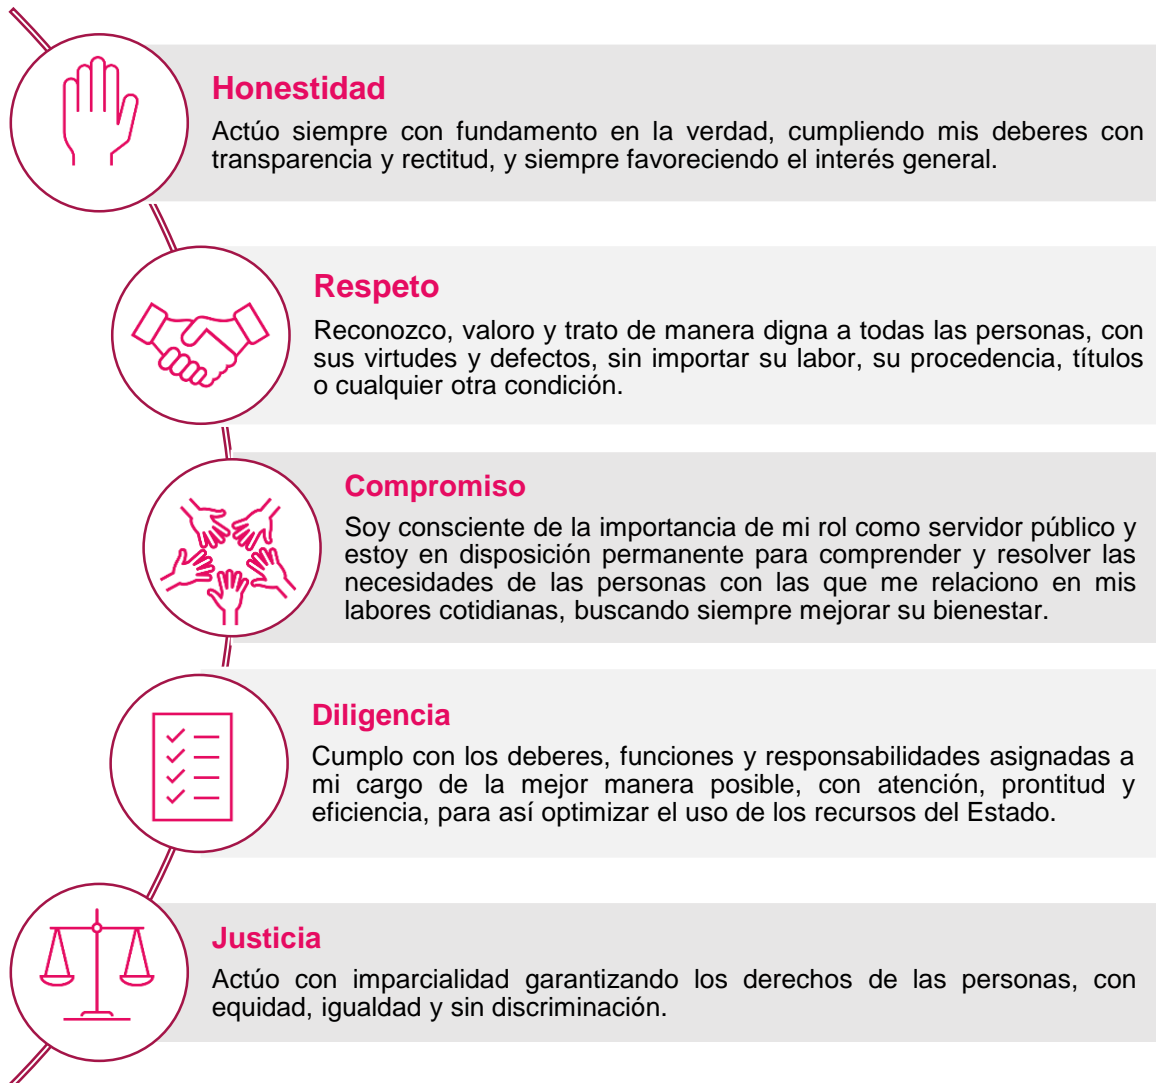 Honestidad
Actúo siempre con fundamento en la verdad, cumpliendo mis deberes con
transparencia y rectitud, y siempre favoreciendo el interés general.
Respeto
Reconozco, valoro y trato de manera digna a todas las personas, con
sus virtudes y defectos, sin importar su labor, su procedencia, títulos
o cualquier otra condición.
Compromiso
Soy consciente de la importancia de mi rol como servidor público y
estoy en disposición permanente para comprender y resolver las
necesidades de las personas con las que me relaciono en mis
labores cotidianas, buscando siempre mejorar su bienestar.
Diligencia
Cumplo con los deberes, funciones y responsabilidades asignadas a
mi cargo de la mejor manera posible, con atención, prontitud y
eficiencia, para así optimizar el uso de los recursos del Estado.
Justicia
Actúo con imparcialidad garantizando los derechos de las personas, con
equidad, igualdad y sin discriminación.